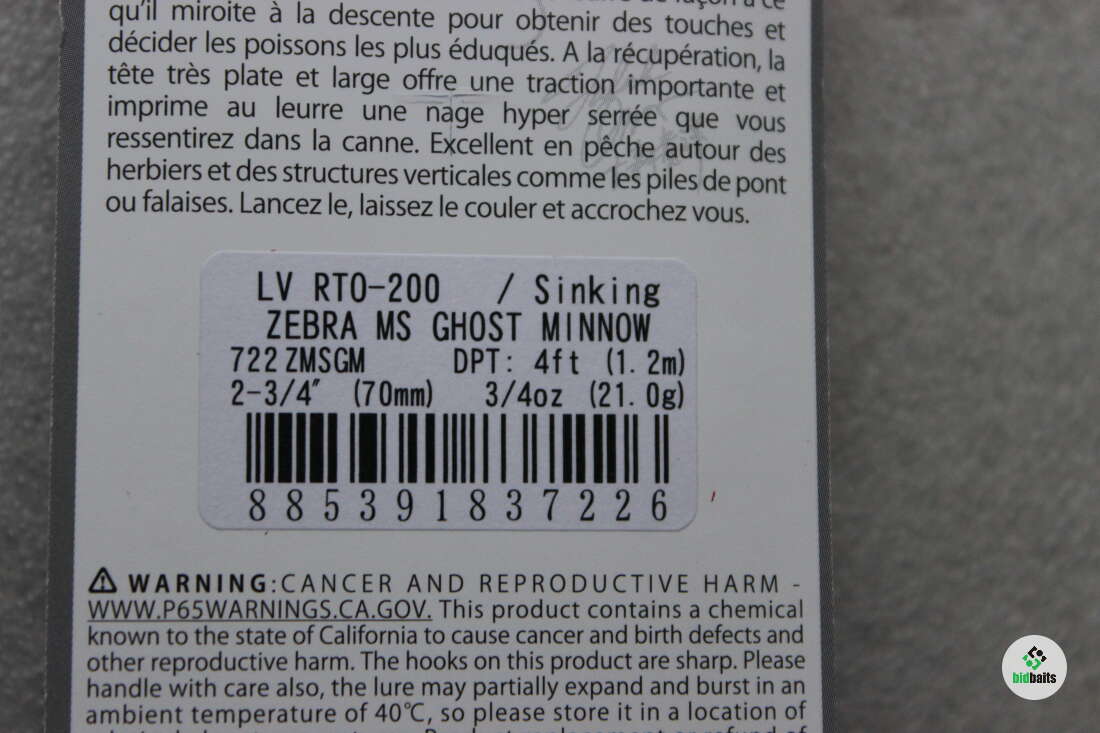 qu'il miroite à la descente pour obtenir des touches et
décider les poissons les plus éduqués. A la récupération, la
tête très plate et large offre une traction importante et
imprime au leurre une nage hyper serrée que vous
ressentirez dans la canne. Excellent en pêche autour des
herbiers et des structures verticales comme les piles de pont
ou falaises. Lancez le, laissez le couler et accrochez vous.
LV RTO-200 / Sinking
ZEBRA MS GHOST MINNOW
722 ZMSGM DPT: 4ft (1.2m)
2-3/4" (70mm) 3/4oz (21.0g)
885391837226
WARNING:CANCER AND REPRODUCTIVE HARM -
WWW.P65WARNINGS.CA.GOV. This product contains a chemical
known to the state of California to cause cancer and birth defects and
other reproductive harm. The hooks on this product are sharp. Please
handle with care also, the lure may partially expand and burst in an
ambient temperature of 40℃, so please store it in a location of
bidbaits